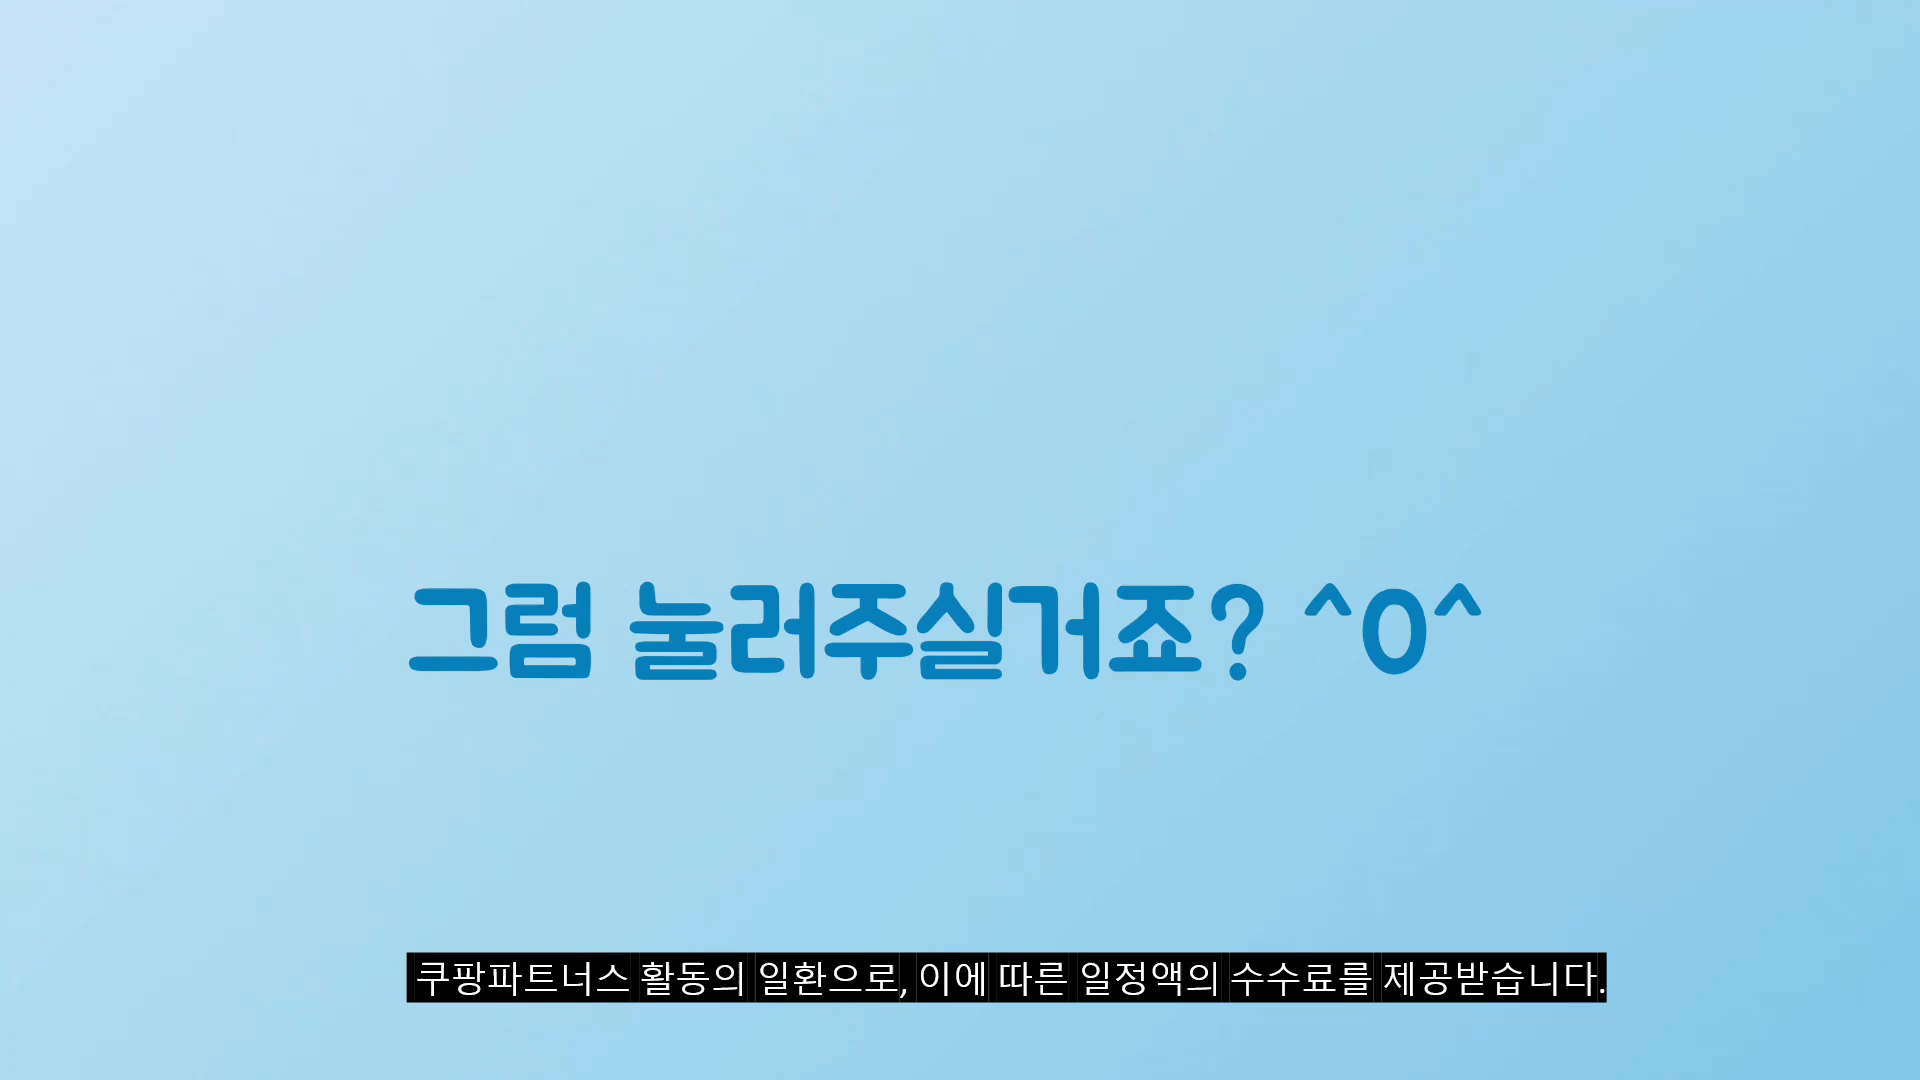 그럼 눌러주실거죠? ^0^
쿠팡파트너스 활동의 일환으로, 이에 따른 일정액의 수수료를 제공받습니다.